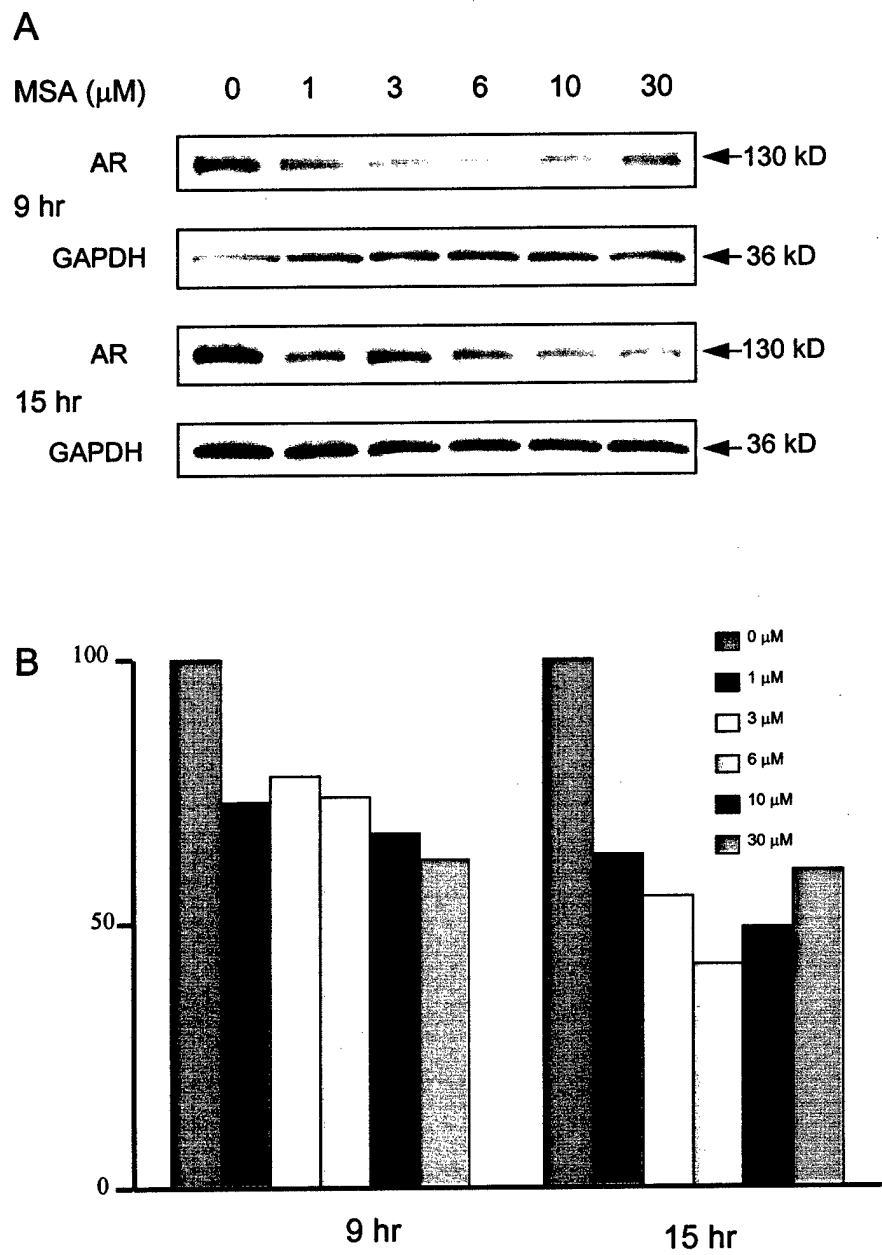 A
MSA (μM) 0 1 3 6 10 30
AR 130 kD
9 hr
GAPDH 36 kD
AR 130 kD
15 hr
GAPDH 36 kD
B
100
50
0
0 μM
1 μM
3 μM
6 μM
10 μM
30 μM
9 hr 15 hr